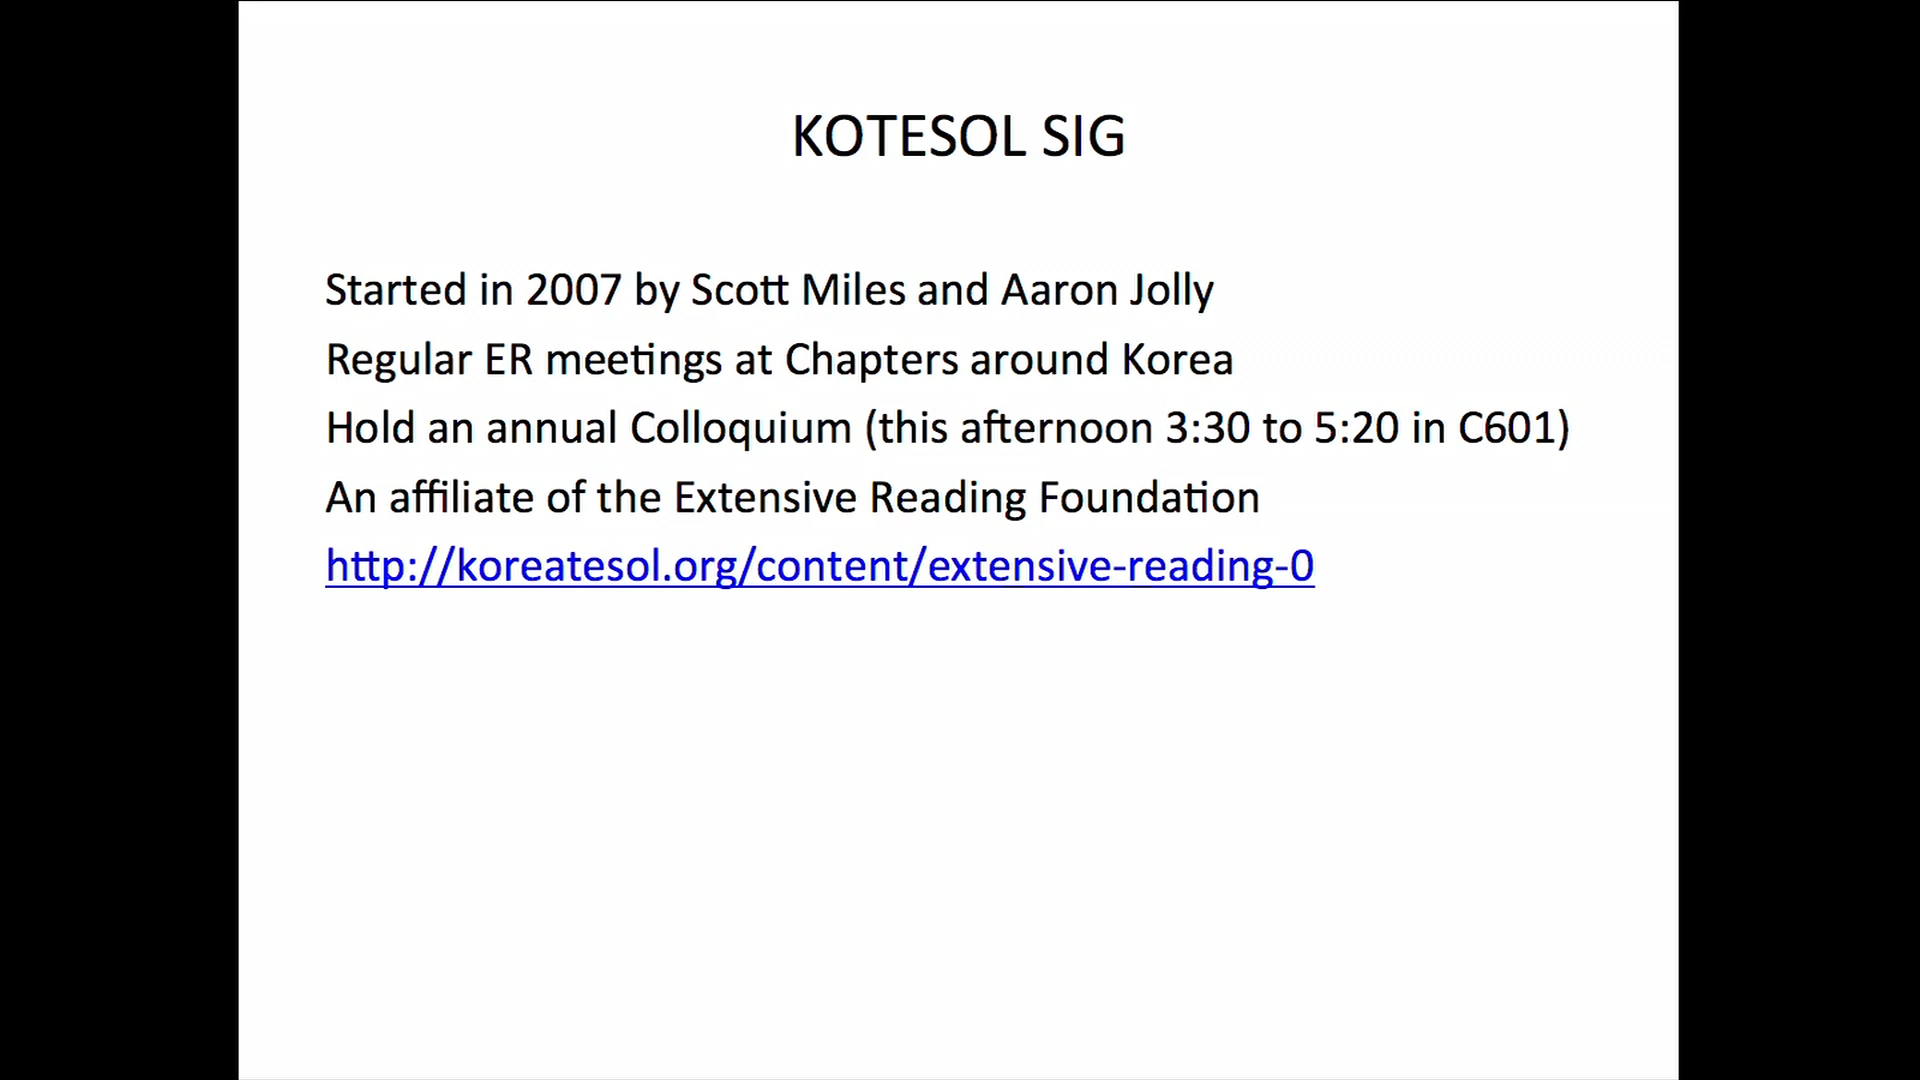 KOTESOL SIG
Started in 2007 by Scott Miles and Aaron Jolly
Regular ER meetings at Chapters around Korea
Hold an annual Colloquium (this afternoon 3:30 to 5:20 in C601)
An affiliate of the Extensive Reading Foundation
http://koreatesol.org/content/extensive-reading-0